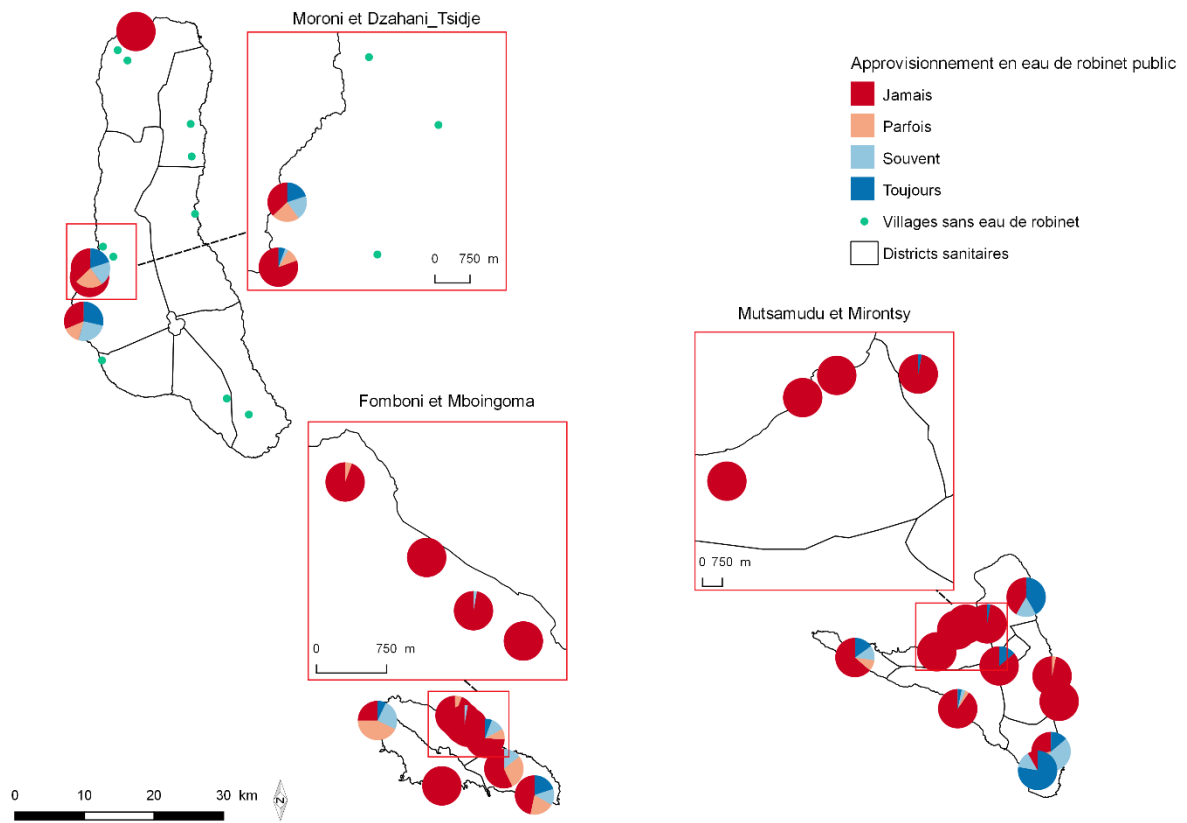 Moroni et Dzahani_Tsidje
0 750 m
Approvisionnement en eau de robinet public
Jamais
Parfois
Souvent
Toujours
Villages sans eau de robinet
Districts sanitaires
Mutsamudu et Mirontsy
0 750 m
Fomboni et Mboingoma
0 750 m
0 10 20 30 km
N